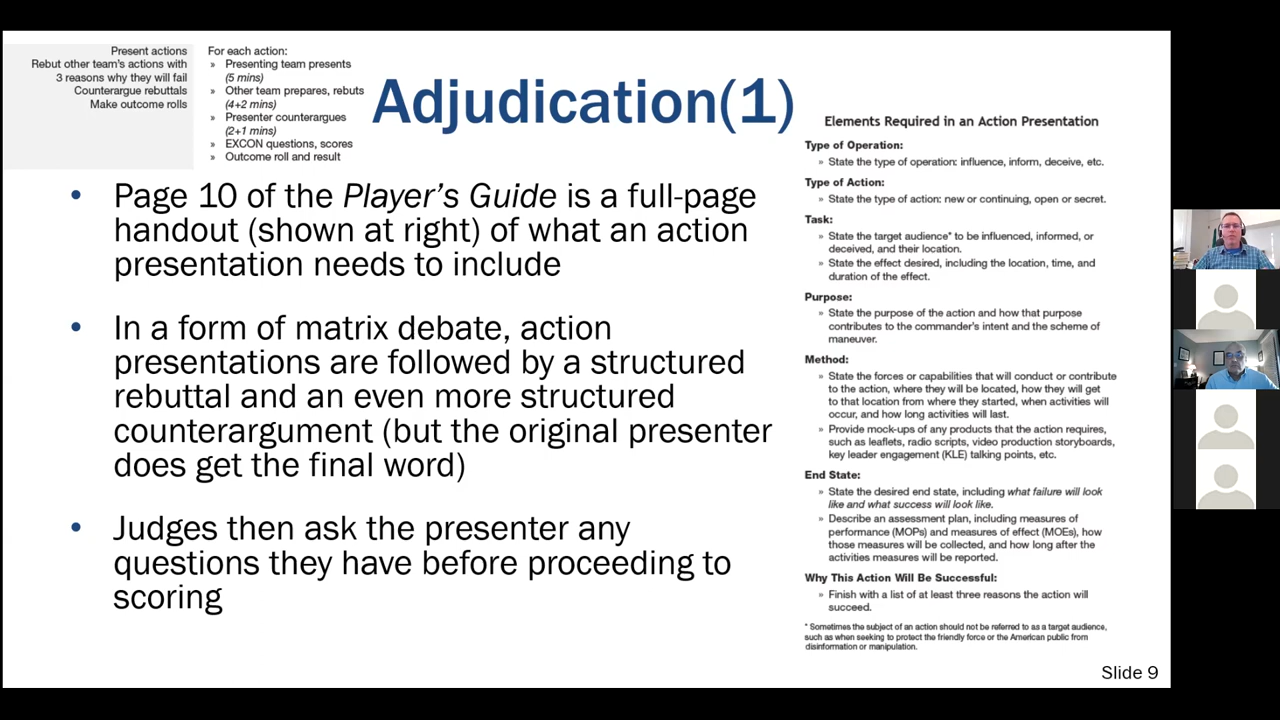 Present actions
Rebut other team's actions with
3 reasons why they will fail
Counterargue rebuttals
Make outcome rolls
For each action:
» Presenting team presents
(5 mins)
» Other team prepares, rebuts
(4+2 mins)
» Presenter counterargues
(2+1 mins)
» EXCON questions, scores
» Outcome roll and result
Adjudication(1)
• Page 10 of the Player's Guide is a full-page
handout (shown at right) of what an action
presentation needs to include
• In a form of matrix debate, action
presentations are followed by a structured
rebuttal and an even more structured
counterargument (but the original presenter
does get the final word)
• Judges then ask the presenter any
questions they have before proceeding to
scoring
Elements Required in an Action Presentation
Type of Operation:
» State the type of operation: influence, inform, deceive, etc.
Type of Action:
» State the type of action: new or continuing, open or secret.
Task:
» State the target audience* to be influenced, informed, or
deceived, and their location.
» State the effect desired, including the location, time, and
duration of the effect.
Purpose:
» State the purpose of the action and how that purpose
contributes to the commander's intent and the scheme of
maneuver.
Method:
» State the forces or capabilities that will conduct or contribute
to the action, where they will be located, how they will get
to that location from where they started, when activities will
occur, and how long activities will last.
» Provide mock-ups of any products that the action requires,
such as leaflets, radio scripts, video production storyboards,
key leader engagement (KLE) talking points, etc.
End State:
» State the desired end state, including what failure will look
like and what success will look like.
» Describe an assessment plan, including measures of
performance (MOPs) and measures of effect (MOEs), how
those measures will be collected, and how long after the
activities measures will be reported.
Why This Action Will Be Successful:
» Finish with a list of at least three reasons the action will
succeed.
* Sometimes the subject of an action should not be referred to as a target audience,
such as when seeking to protect the friendly force or the American public from
disinformation or manipulation.
Slide 9